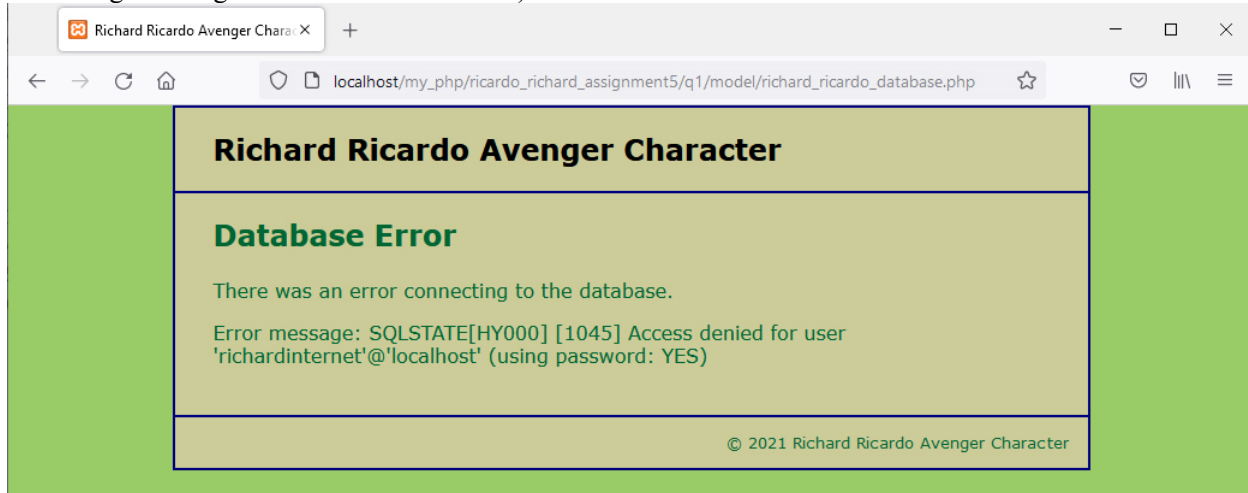 Richard Ricardo Avenger Charac
localhost/my_php/ricardo_richard_assignment5/q1/model/richard_ricardo_database.php
Richard Ricardo Avenger Character
Database Error
There was an error connecting to the database.
Error message: SQLSTATE[HY000] [1045] Access denied for user
'richardinternet'@'localhost' (using password: YES)
© 2021 Richard Ricardo Avenger Character